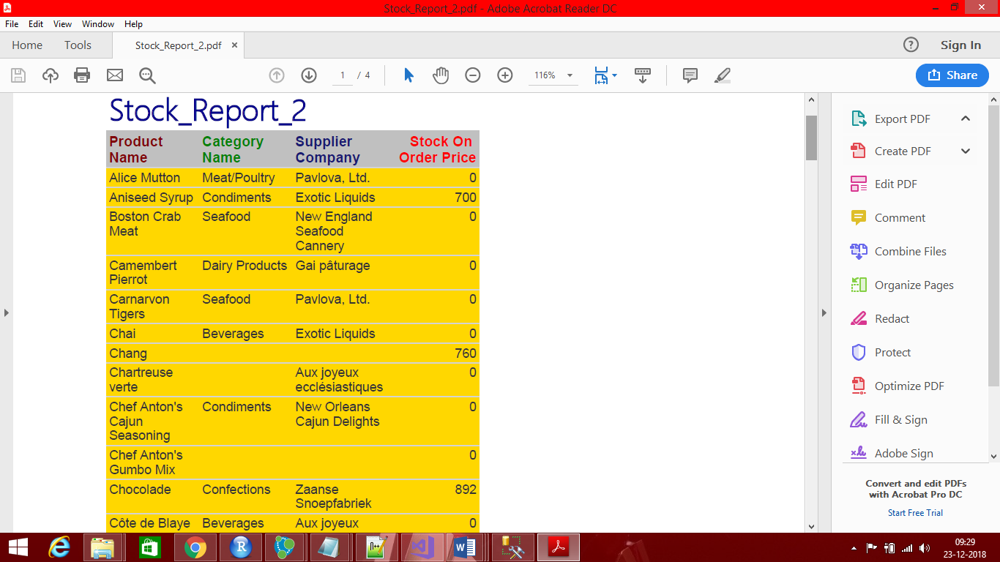 Stock_Report_2.pdf - Adobe Acrobat Reader DC
File Edit View Window Help
Home Tools Stock_Report_2.pdf × ? Sign In
1 / 4 116% Share
Stock_Report_2
Product Category Supplier Stock On
Name Name Company Order Price
Alice Mutton Meat/Poultry Pavlova, Ltd. 0
Aniseed Syrup Condiments Exotic Liquids 700
Boston Crab Seafood New England 0
Meat Seafood
Cannery
Camembert Dairy Products Gai pâturage 0
Pierrot
Carnarvon Seafood Pavlova, Ltd. 0
Tigers
Chai Beverages Exotic Liquids 0
Chang 760
Chartreuse Aux joyeux 0
verte ecclésiastiques
Chef Anton's Condiments New Orleans 0
Cajun Cajun Delights
Seasoning
Chef Anton's 0
Gumbo Mix
Chocolade Confections Zaanse 892
Snoepfabriek
Côte de Blaye Beverages Aux joyeux 0
Export PDF
Create PDF
Edit PDF
Comment
Combine Files
Organize Pages
Redact
Protect
Optimize PDF
Fill & Sign
Adobe Sign
Convert and edit PDFs
with Acrobat Pro DC
Start Free Trial
09:29
23-12-2018